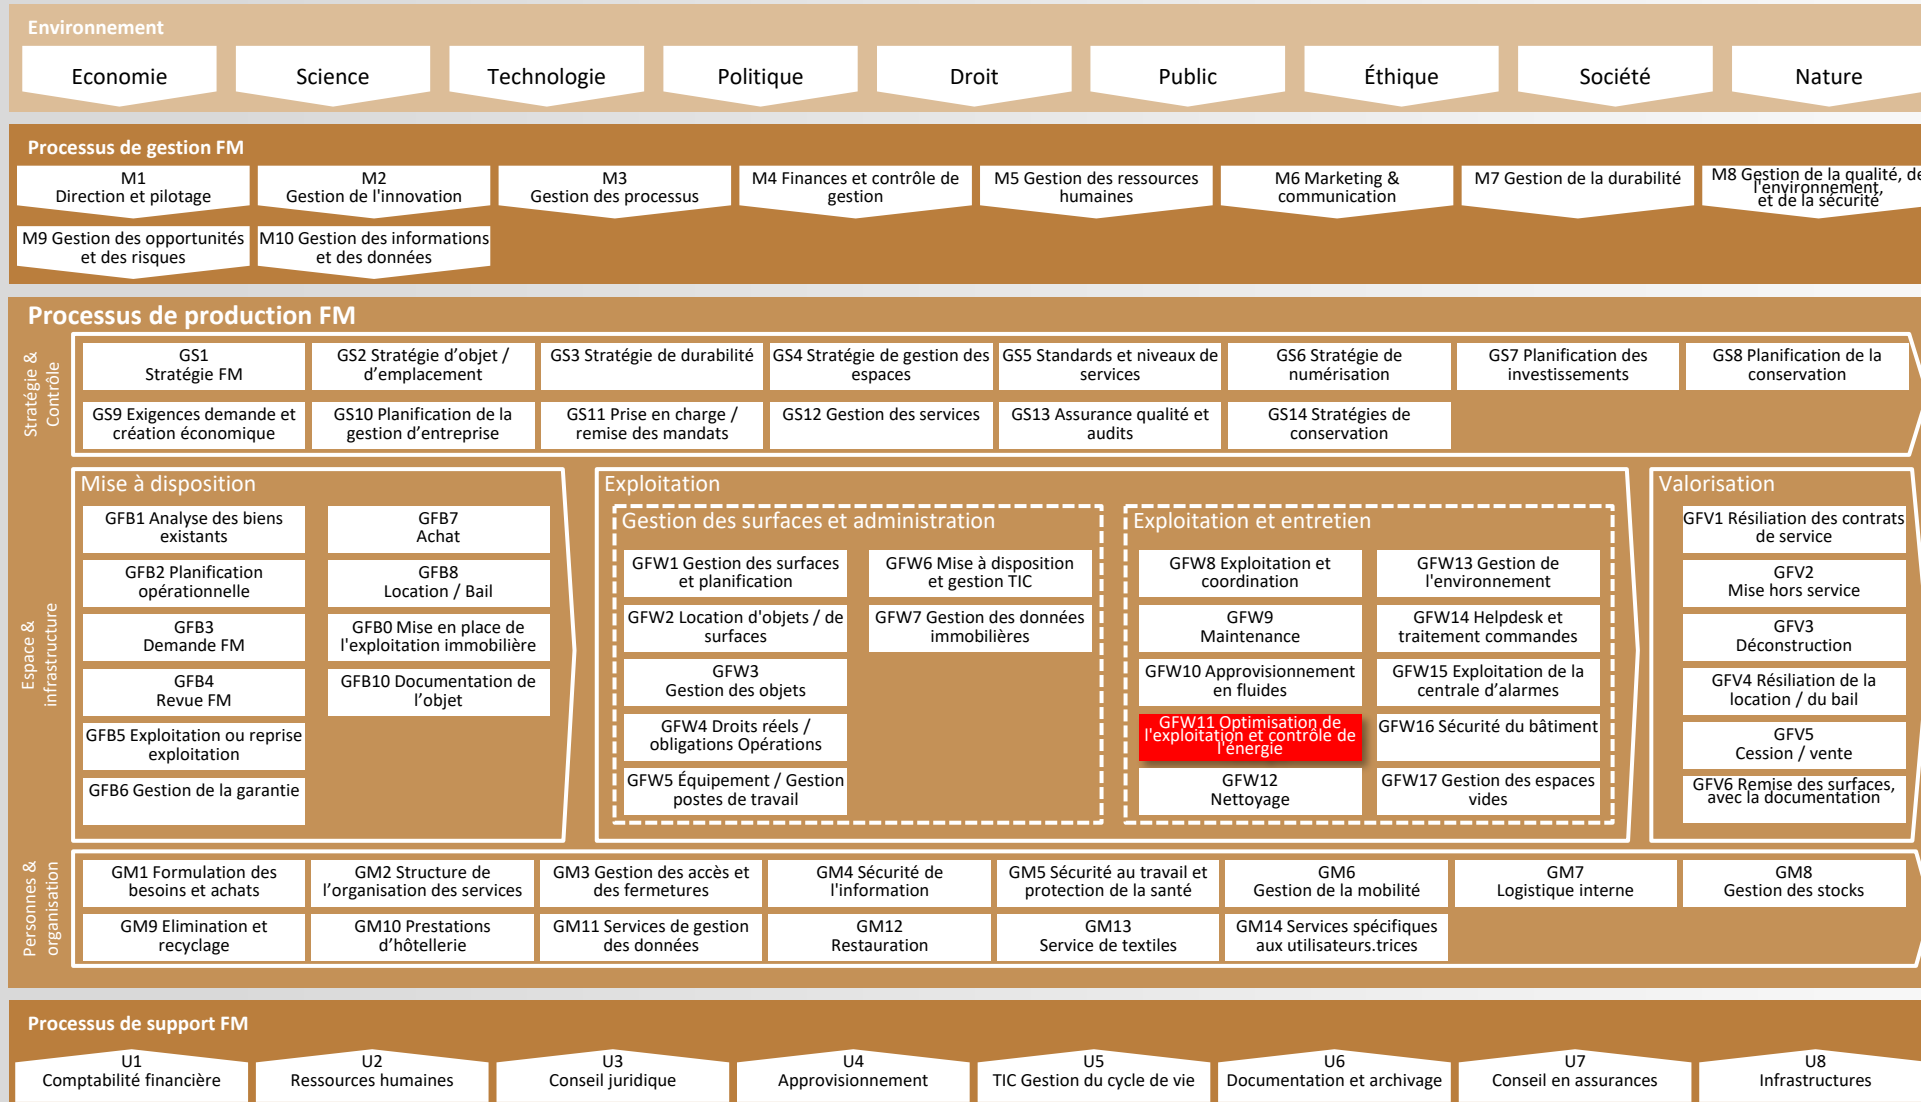 Environnement
Economie
Science
Technologie
Politique
Droit
Public
Éthique
Société
Nature
Processus de gestion FM
M1
Direction et pilotage
M2
Gestion de l'innovation
M3
Gestion des processus
M4 Finances et contrôle de
gestion
M5 Gestion des ressources
humaines
M6 Marketing &
communication
M7 Gestion de la durabilité
M8 Gestion de la qualité, de
l'environnement,
et de la sécurité
M9 Gestion des opportunités
et des risques
M10 Gestion des informations
et des données
Processus de production FM
Stratégie &
Contrôle
GS1
Stratégie FM
GS2 Stratégie d’objet /
d’emplacement
GS3 Stratégie de durabilité
GS4 Stratégie de gestion des
espaces
GS5 Standards et niveaux de
services
GS6 Stratégie de
numérisation
GS7 Planification des
investissements
GS8 Planification de la
conservation
GS9 Exigences demande et
création économique
GS10 Planification de la
gestion d’entreprise
GS11 Prise en charge /
remise des mandats
GS12 Gestion des services
GS13 Assurance qualité et
audits
GS14 Stratégies de
conservation
Espace &
infrastructure
Mise à disposition
GFB1 Analyse des biens
existants
GFB2 Planification
opérationnelle
GFB3
Demande FM
GFB4
Revue FM
GFB5 Exploitation ou reprise
exploitation
GFB6 Gestion de la garantie
GFB7
Achat
GFB8
Location / Bail
GFB0 Mise en place de
l'exploitation immobilière
GFB10 Documentation de
l’objet
Exploitation
Gestion des surfaces et administration
GFW1 Gestion des surfaces
et planification
GFW2 Location d'objets / de
surfaces
GFW3
Gestion des objets
GFW4 Droits réels /
obligations Opérations
GFW5 Équipement / Gestion
postes de travail
GFW6 Mise à disposition
et gestion TIC
GFW7 Gestion des données
immobilières
Exploitation et entretien
GFW8 Exploitation et
coordination
GFW9
Maintenance
GFW10 Approvisionnement
en fluides
GFW11 Optimisation de
l'exploitation et contrôle de
l'énergie
GFW12
Nettoyage
GFW13 Gestion de
l'environnement
GFW14 Helpdesk et
traitement commandes
GFW15 Exploitation de la
centrale d’alarmes
GFW16 Sécurité du bâtiment
GFW17 Gestion des espaces
vides
Valorisation
GFV1 Résiliation des contrats
de service
GFV2
Mise hors service
GFV3
Déconstruction
GFV4 Résiliation de la
location / du bail
GFV5
Cession / vente
GFV6 Remise des surfaces,
avec la documentation
Personnes &
organisation
GM1 Formulation des
besoins et achats
GM2 Structure de
l’organisation des services
GM3 Gestion des accès et
des fermetures
GM4 Sécurité de
l'information
GM5 Sécurité au travail et
protection de la santé
GM6
Gestion de la mobilité
GM7
Logistique interne
GM8
Gestion des stocks
GM9 Elimination et
recyclage
GM10 Prestations
d’hôtellerie
GM11 Services de gestion
des données
GM12
Restauration
GM13
Service de textiles
GM14 Services spécifiques
aux utilisateurs.trices
Processus de support FM
U1
Comptabilité financière
U2
Ressources humaines
U3
Conseil juridique
U4
Approvisionnement
U5
TIC Gestion du cycle de vie
U6
Documentation et archivage
U7
Conseil en assurances
U8
Infrastructures